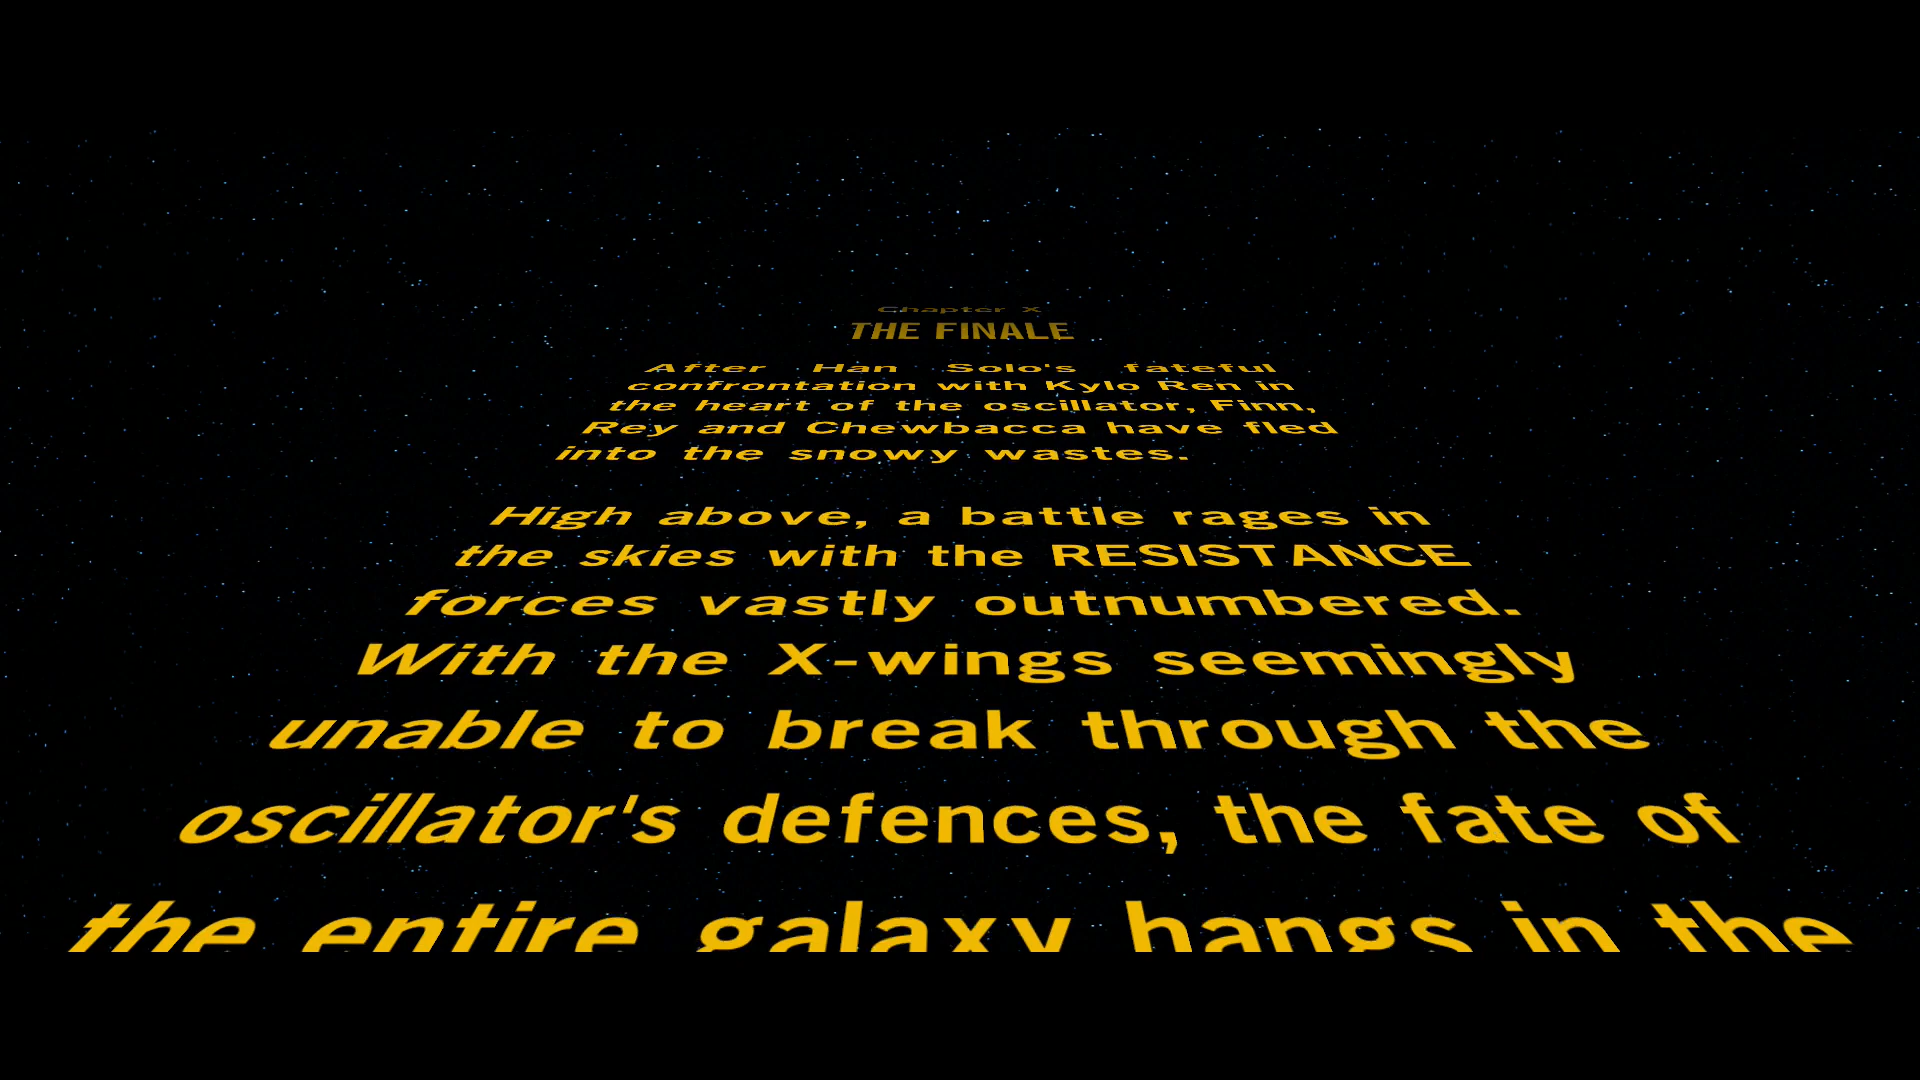 Chapter X
THE FINALE
After Han Solo's fateful
confrontation with Kylo Ren in
the heart of the oscillator, Finn,
Rey and Chewbacca have fled
into the snowy wastes.
High above, a battle rages in
the skies with the RESISTANCE
forces vastly outnumbered.
With the X-wings seemingly
unable to break through the
oscillator's defences, the fate of
the entire galaxy hangs in the